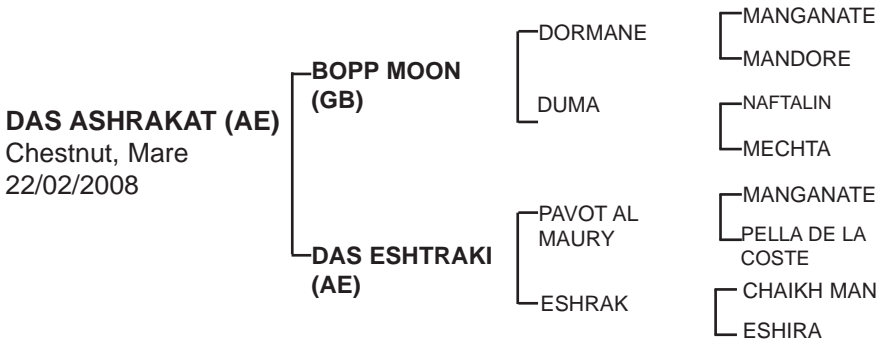 DAS ASHRAKAT (AE)
Chestnut, Mare
22/02/2008
BOPP MOON
(GB)
DAS ESHTRAKI
(AE)
DORMANE
DUMA
PAVOT AL
MAURY
ESHRAK
MANGANATE
MANDORE
NAFTALIN
MECHTA
MANGANATE
PELLA DE LA
COSTE
CHAIKH MAN
ESHIRA